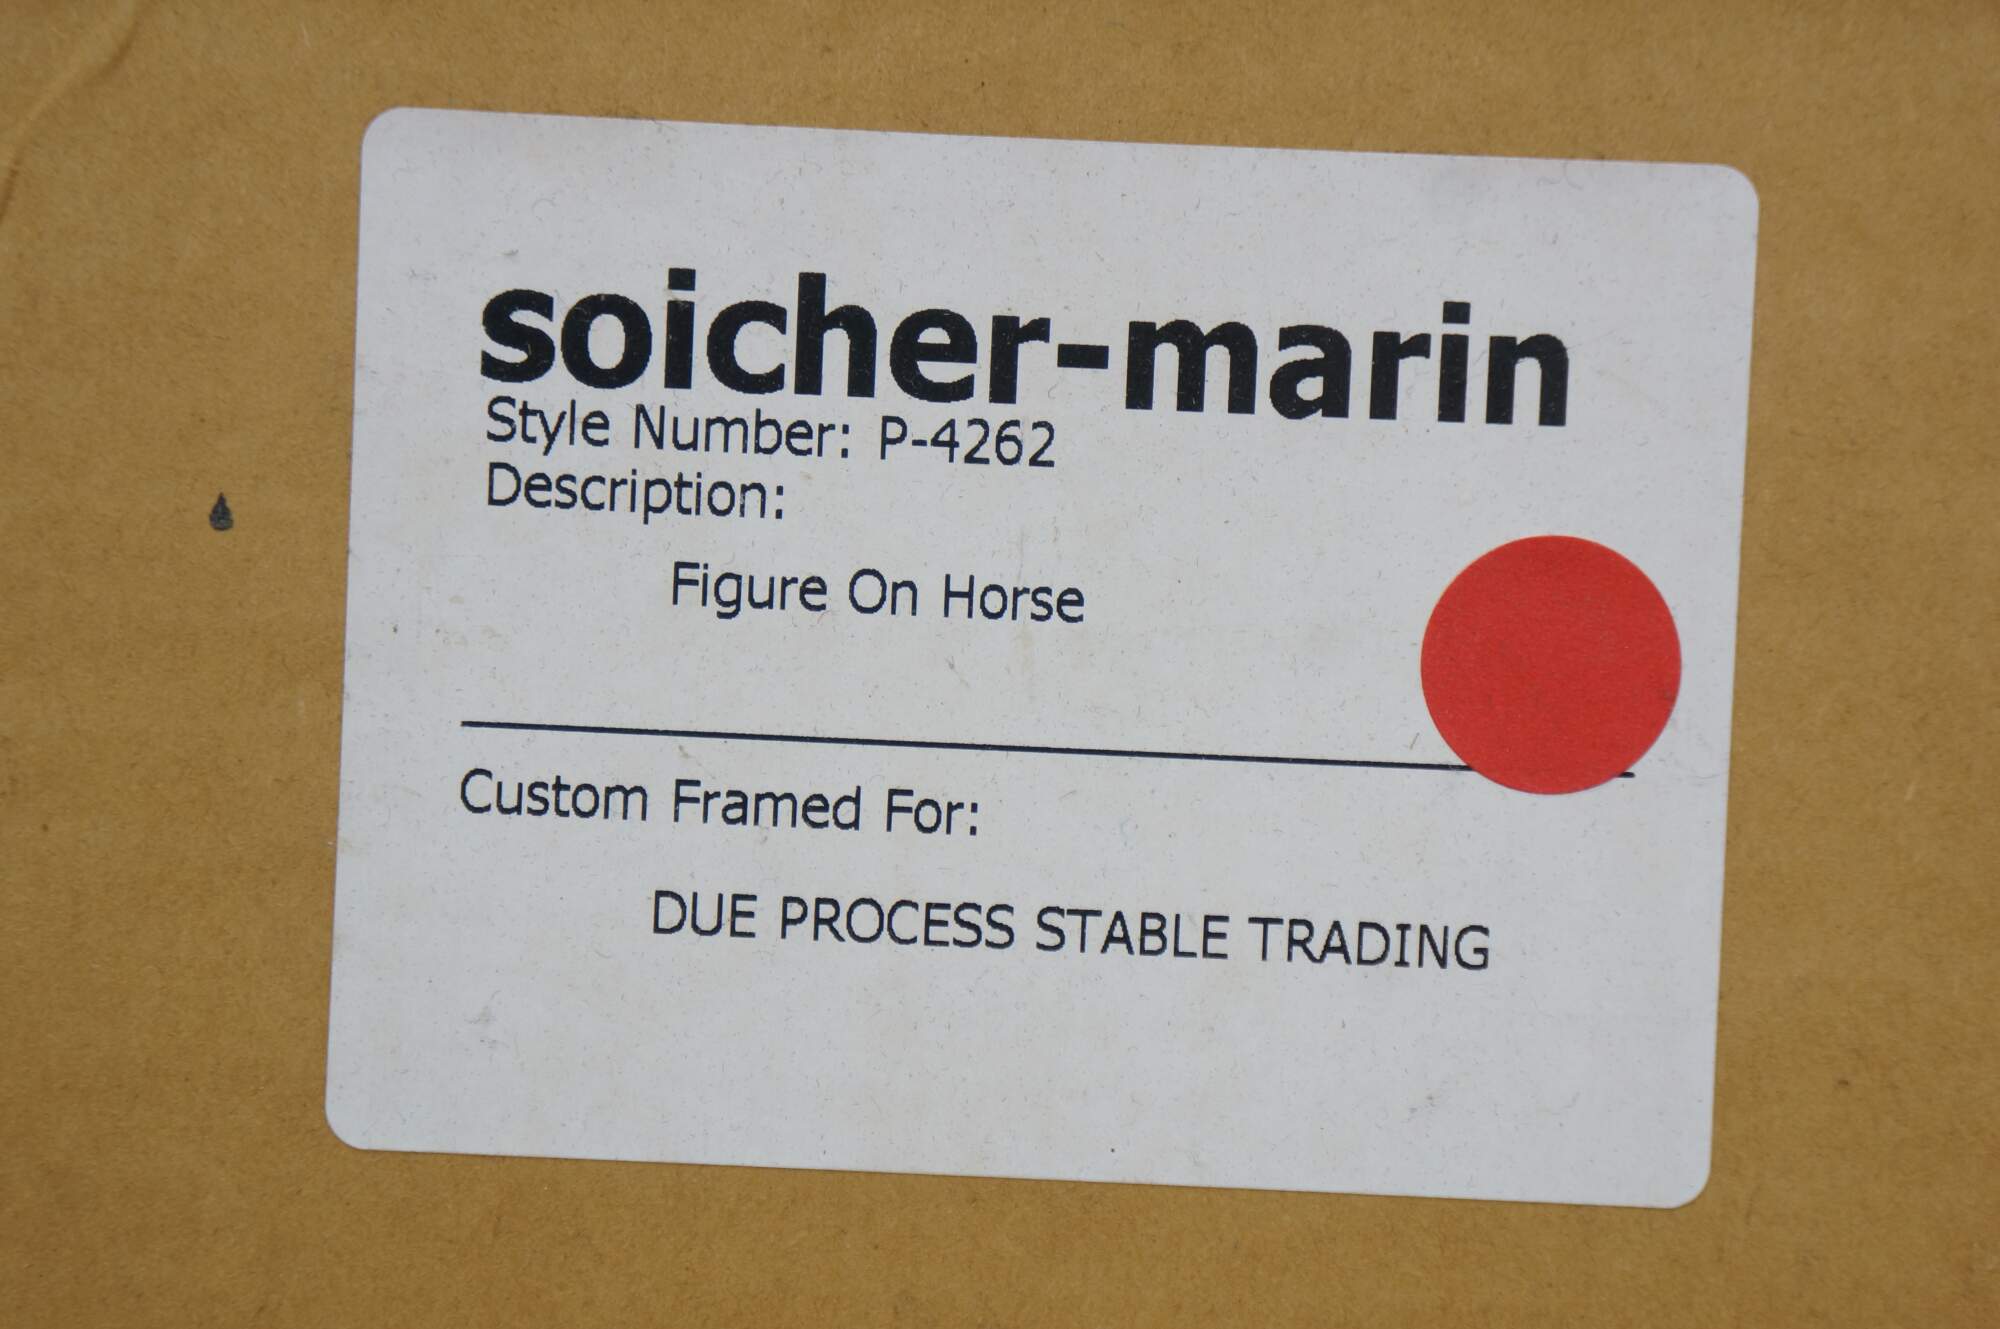 soicher-marin
Style Number: P-4262
Description:
Figure On Horse
Custom Framed For:
DUE PROCESS STABLE TRADING